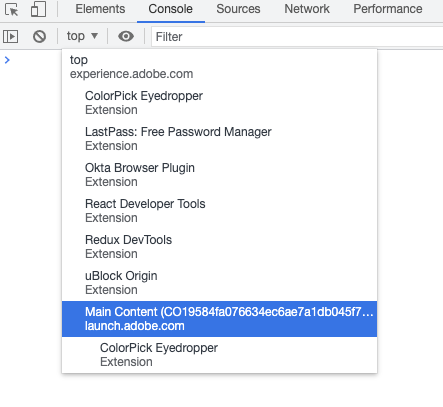 Elements Console Sources Network Performance
top Filter
top
experience.adobe.com
ColorPick Eyedropper
Extension
LastPass: Free Password Manager
Extension
Okta Browser Plugin
Extension
React Developer Tools
Extension
Redux DevTools
Extension
uBlock Origin
Extension
Main Content (CO19584fa076634ec6ae7a1db045f7…
launch.adobe.com
ColorPick Eyedropper
Extension